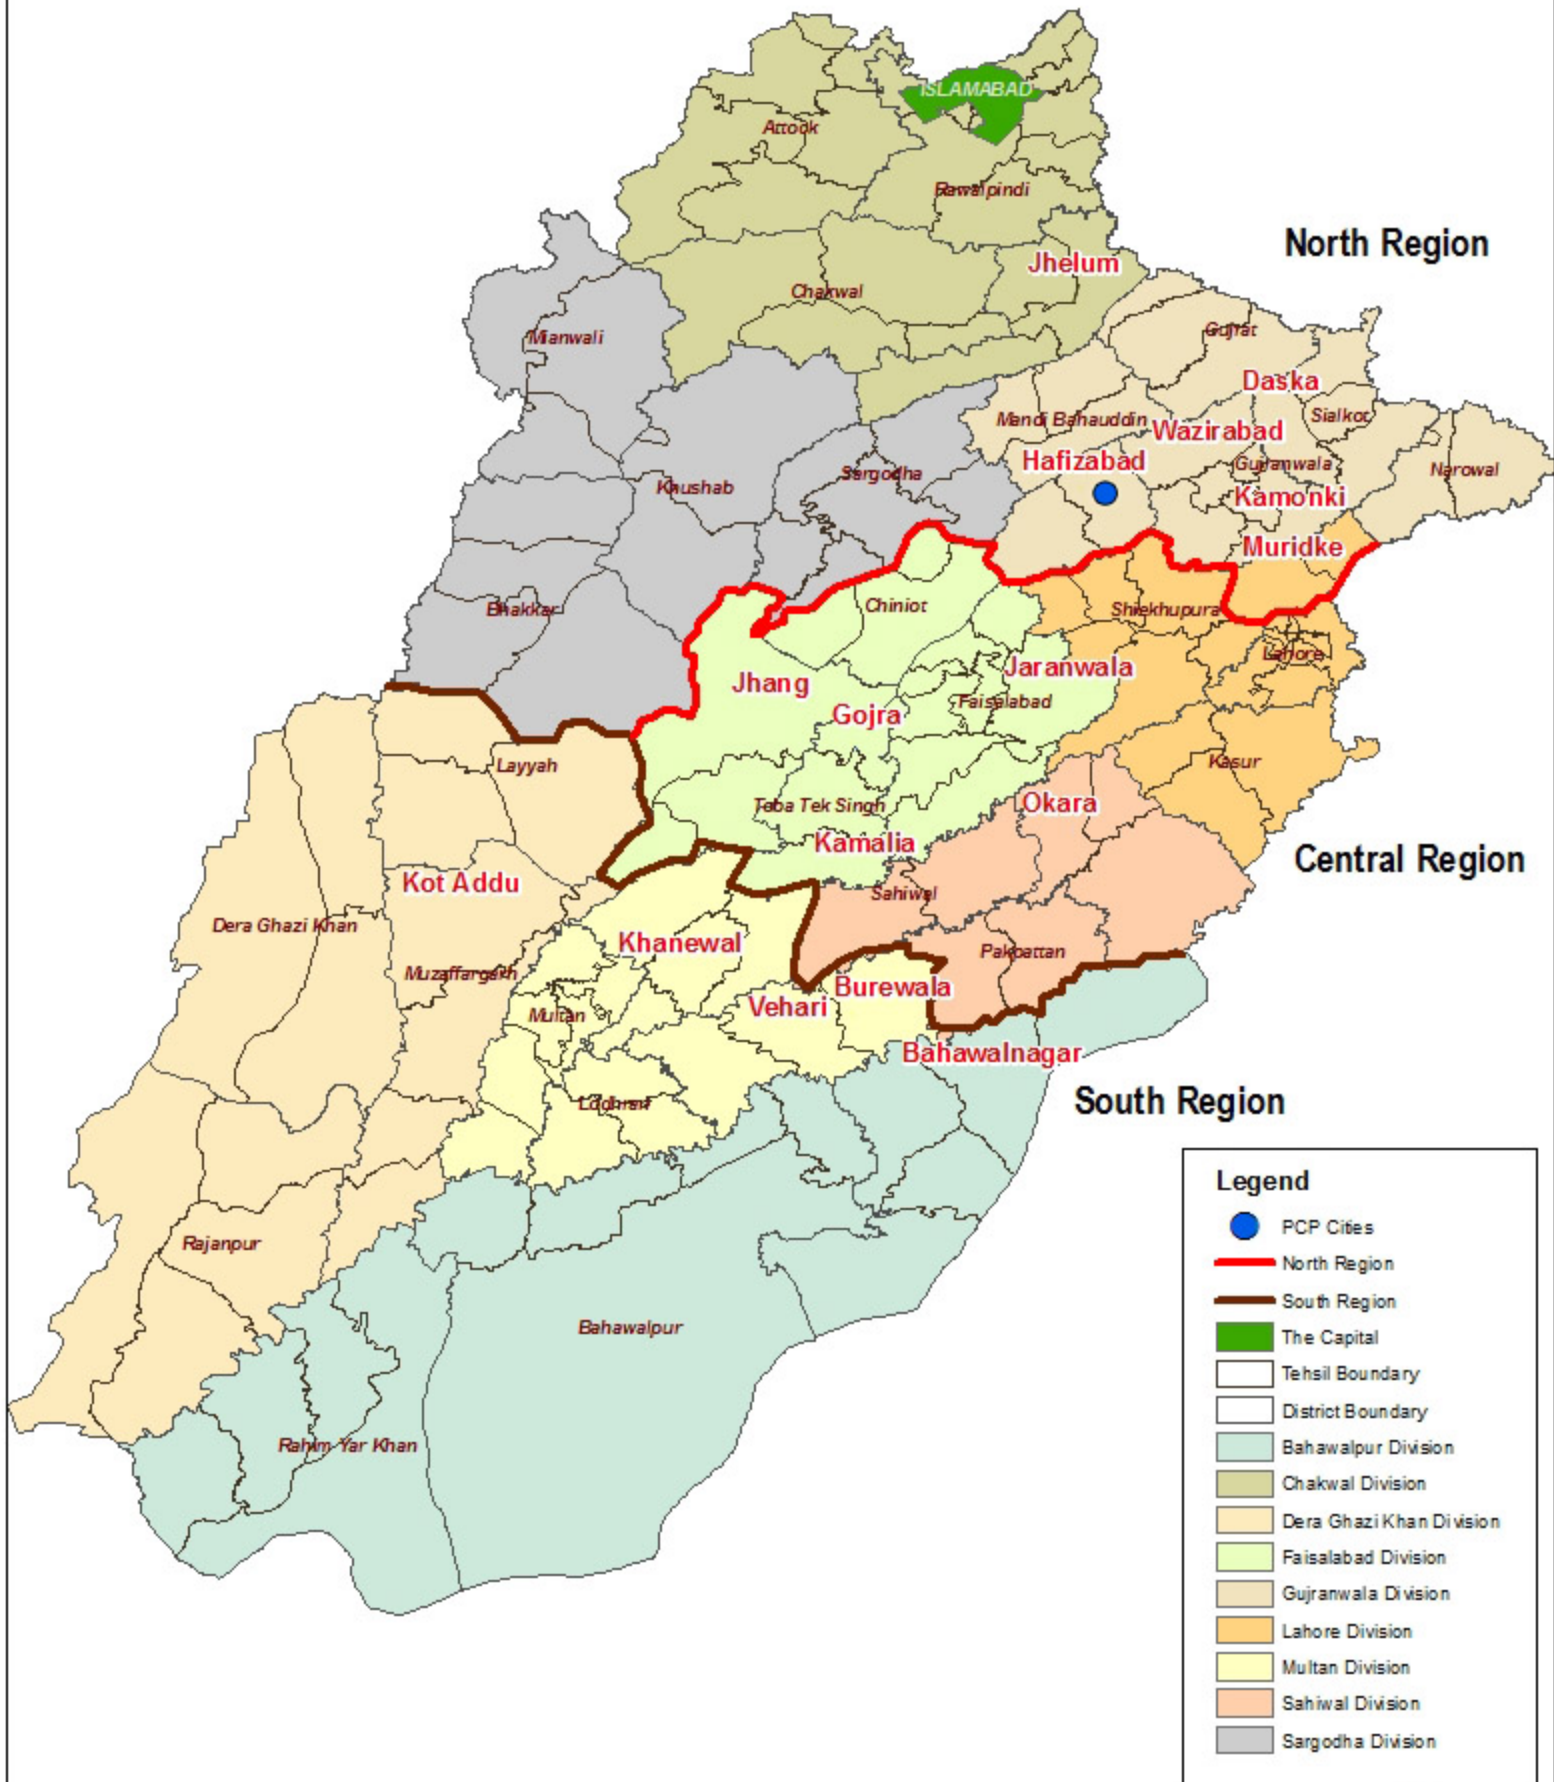 ISLAMABAD
Attock
Rawalpindi
North Region
Jhelum
Chakwal
Mianwali
Gujrat
Daska
Mandi Bahauddin
Sialkot
Wazirabad
Hafizabad
Gujranwala
Narowal
Sargodha
Khushab
Kamonki
Muridke
Chiniot
Bhakkar
Shiekhupura
Lahore
Jaranwala
Jhang
Faisalabad
Gojra
Layyah
Kasur
Toba Tek Singh
Okara
Kamalia
Central Region
Kot Addu
Sahiwal
Dera Ghazi Khan
Khanewal
Pakpattan
Muzaffargarh
Burewala
Vehari
Multan
Bahawalnagar
South Region
Lodhran
Rajanpur
Bahawalpur
Rahim Yar Khan
Legend
PCP Cities
North Region
South Region
The Capital
Tehsil Boundary
District Boundary
Bahawalpur Division
Chakwal Division
Dera Ghazi Khan Division
Faisalabad Division
Gujranwala Division
Lahore Division
Multan Division
Sahiwal Division
Sargodha Division